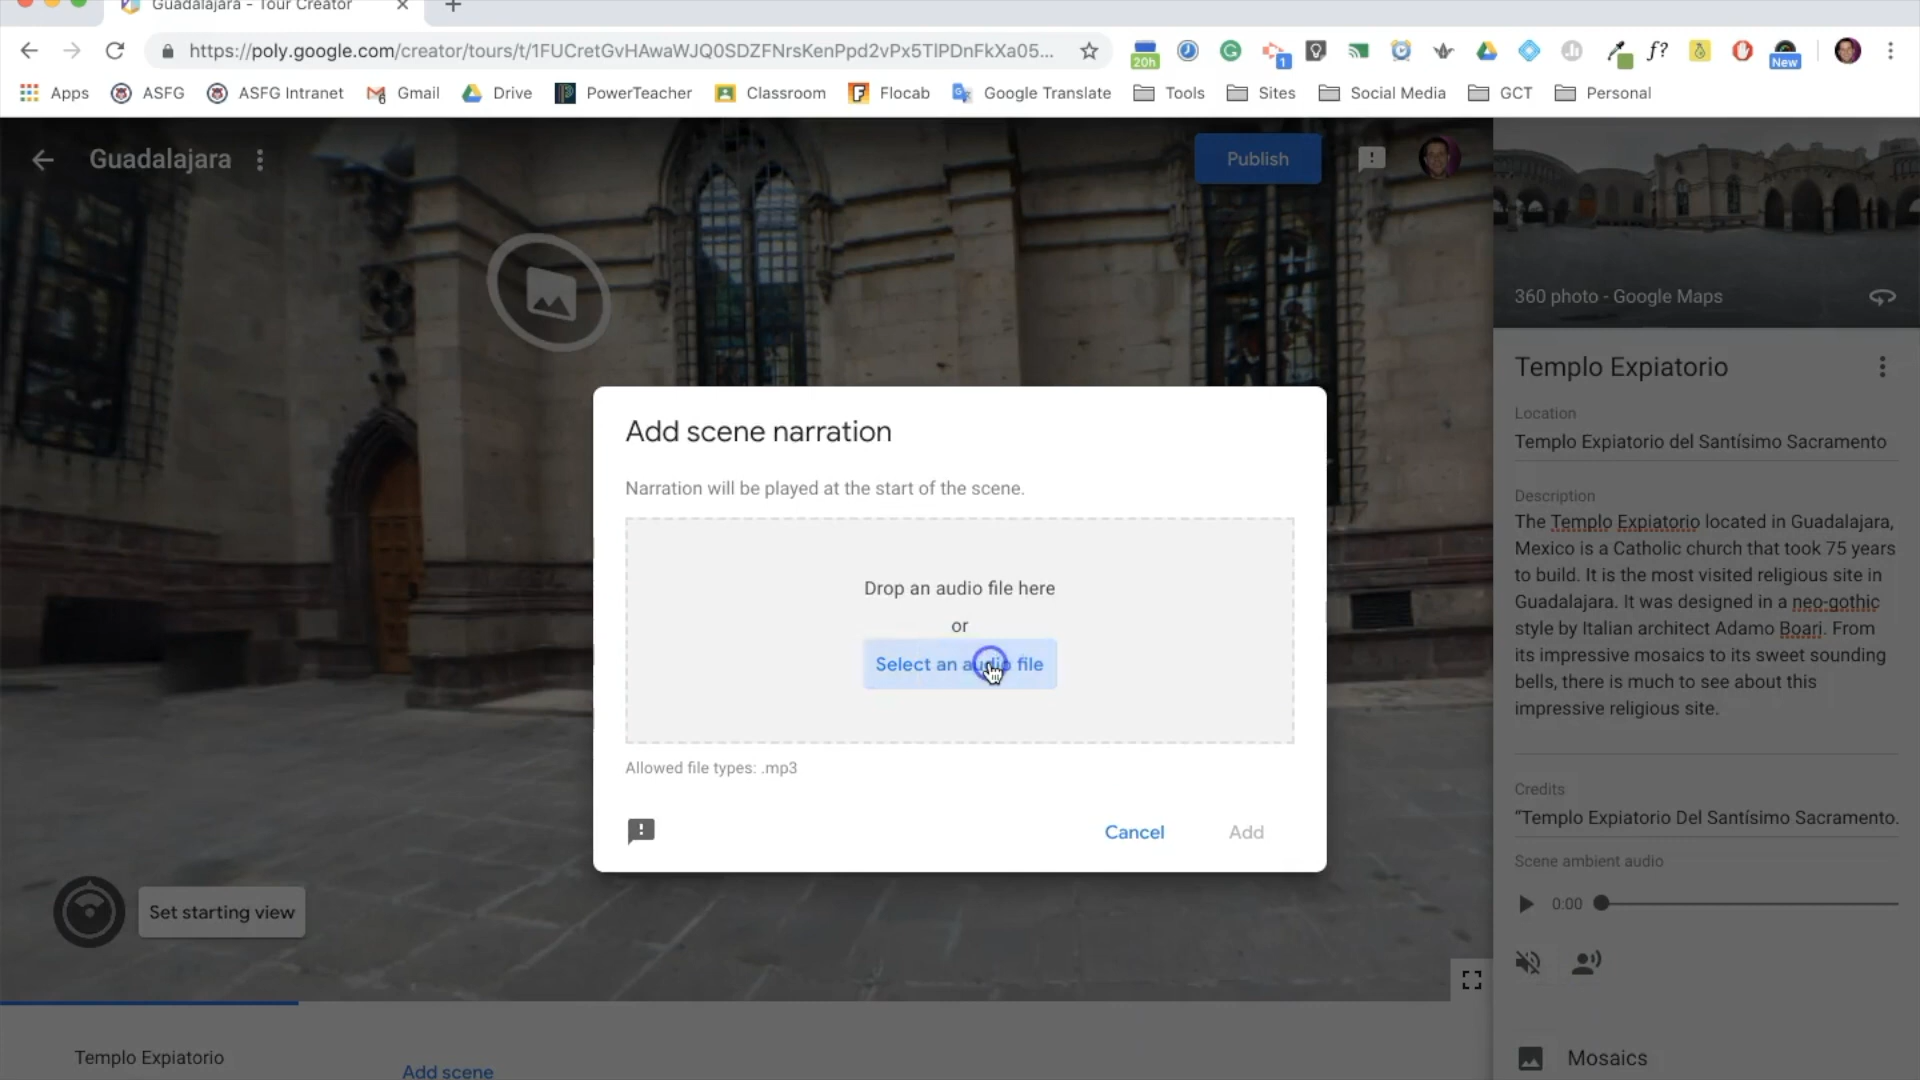 Guadalajara - Tour Creator
https://poly.google.com/creator/tours/t/1FUCretGvHAwaWJQ0SDZFNrsKenPpd2vPx5TlPDnFkXa05...
20h
1
f?
New
Apps
ASFG
ASFG Intranet
Gmail
Drive
PowerTeacher
Classroom
Flocab
Google Translate
Tools
Sites
Social Media
GCT
Personal
Guadalajara
Publish
360 photo - Google Maps
Add scene narration
Narration will be played at the start of the scene.
Drop an audio file here
or
Select an audio file
Allowed file types: .mp3
Cancel
Add
Templo Expiatorio
Location
Templo Expiatorio del Santísimo Sacramento
Description
The Templo Expiatorio located in Guadalajara,
Mexico is a Catholic church that took 75 years
to build. It is the most visited religious site in
Guadalajara. It was designed in a neo-gothic
style by Italian architect Adamo Boari. From
its impressive mosaics to its sweet sounding
bells, there is much to see about this
impressive religious site.
Credits
“Templo Expiatorio Del Santísimo Sacramento.
Scene ambient audio
0:00
Set starting view
Templo Expiatorio
Add scene
Mosaics